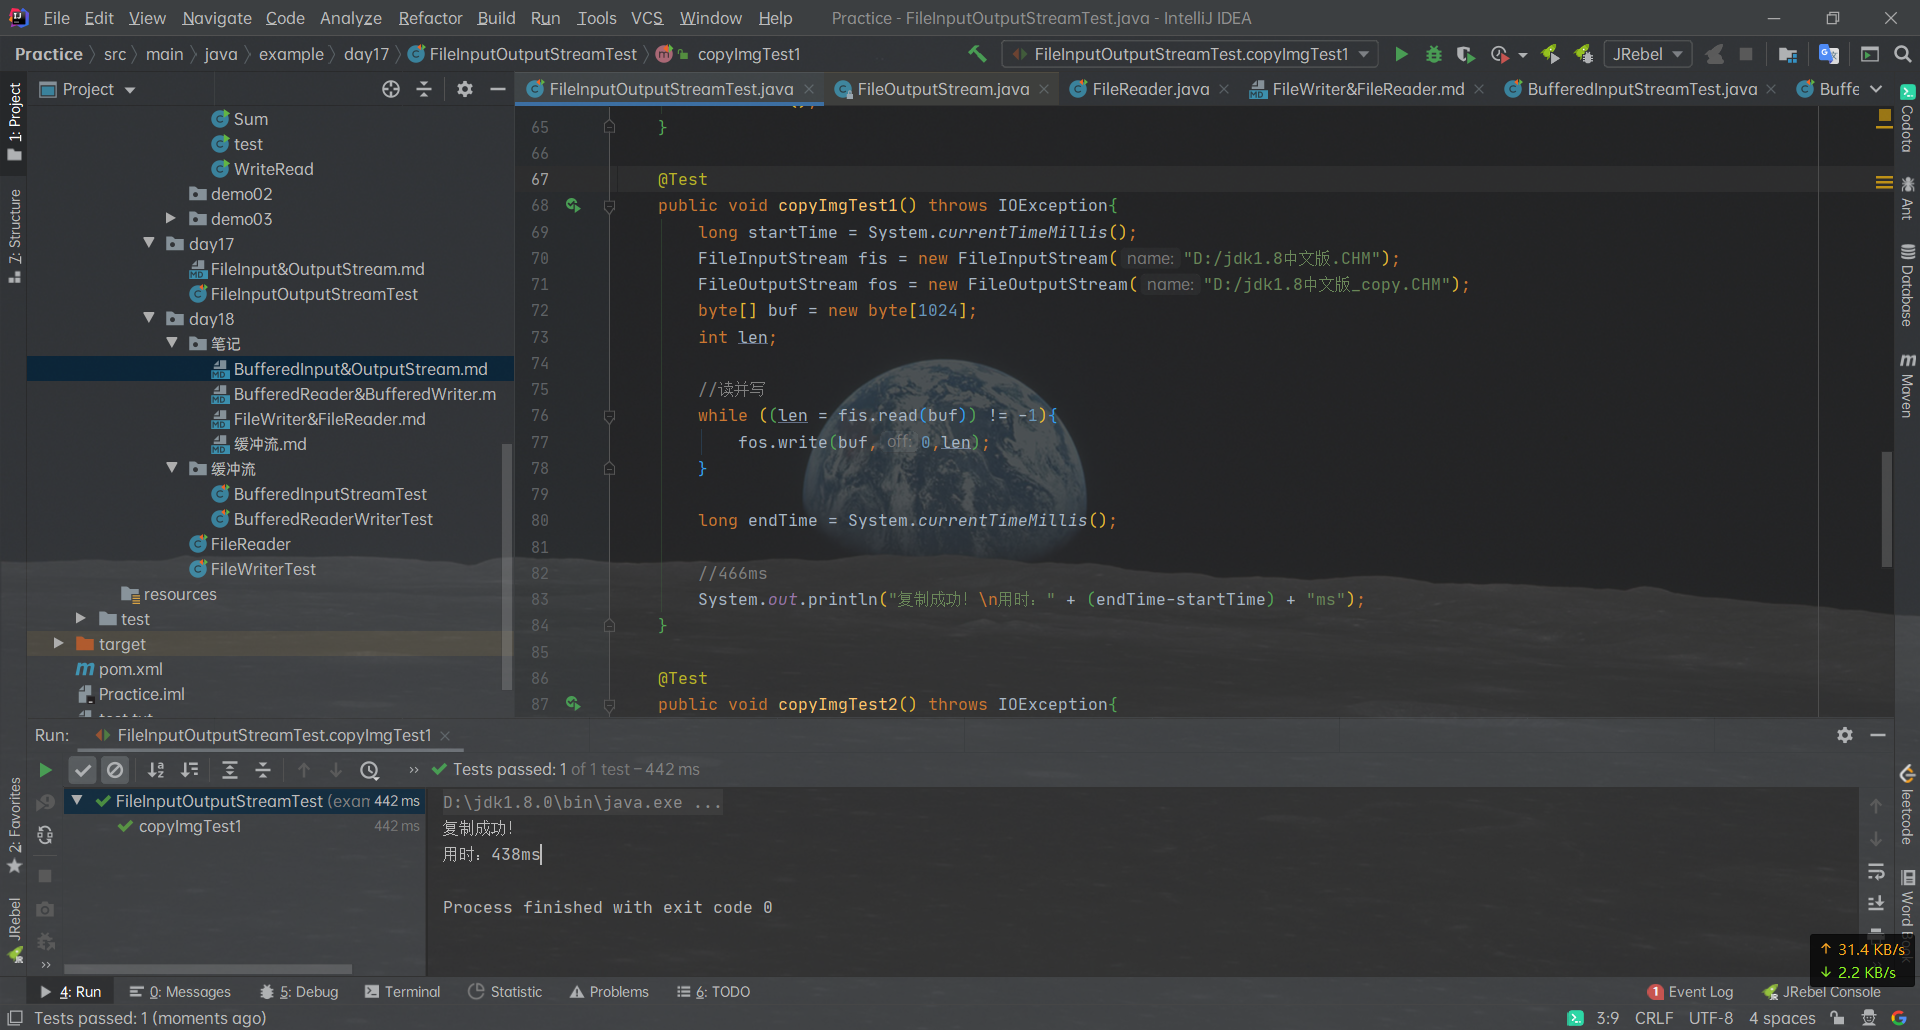 File Edit View Navigate Code Analyze Refactor Build Run Tools VCS Window Help Practice - FileInputOutputStreamTest.java - IntelliJ IDEA
Practice src main java example day17 FileInputOutputStreamTest copyImgTest1 FileInputOutputStreamTest.copyImgTest1 JRebel
Project
FileInputOutputStreamTest.java FileOutputStream.java FileReader.java FileWriter&FileReader.md BufferedInputStreamTest.java Buffe
1: Project
7: Structure
2: Favorites
JRebel
Sum
test
WriteRead
demo02
demo03
day17
FileInput&OutputStream.md
FileInputOutputStreamTest
day18
笔记
BufferedInput&OutputStream.md
BufferedReader&BufferedWriter.m
FileWriter&FileReader.md
缓冲流.md
缓冲流
BufferedInputStreamTest
BufferedReaderWriterTest
FileReader
FileWriterTest
resources
test
target
pom.xml
Practice.iml
65 }
66
67 @Test
68 public void copyImgTest1() throws IOException{
69 long startTime = System.currentTimeMillis();
70 FileInputStream fis = new FileInputStream( name: "D:/jdk1.8中文版.CHM");
71 FileOutputStream fos = new FileOutputStream( name: "D:/jdk1.8中文版_copy.CHM");
72 byte[] buf = new byte[1024];
73 int len;
74
75 //读并写
76 while ((len = fis.read(buf)) != -1){
77 fos.write(buf, off: 0,len);
78 }
79
80 long endTime = System.currentTimeMillis();
81
82 //466ms
83 System.out.println("复制成功! \n用时: " + (endTime-startTime) + "ms");
84 }
85
86 @Test
87 public void copyImgTest2() throws IOException{
Codota
Ant
Database
Maven
leetcode
Word Book
Run: FileInputOutputStreamTest.copyImgTest1
Tests passed: 1 of 1 test – 442 ms
FileInputOutputStreamTest (exam 442 ms
copyImgTest1 442 ms
D:\jdk1.8.0\bin\java.exe ...
复制成功!
用时: 438ms
Process finished with exit code 0
↑ 31.4 KB/s
↓ 2.2 KB/s
4: Run 0: Messages 5: Debug Terminal Statistic Problems 6: TODO 1 Event Log JRebel Console
Tests passed: 1 (moments ago) 3:9 CRLF UTF-8 4 spaces